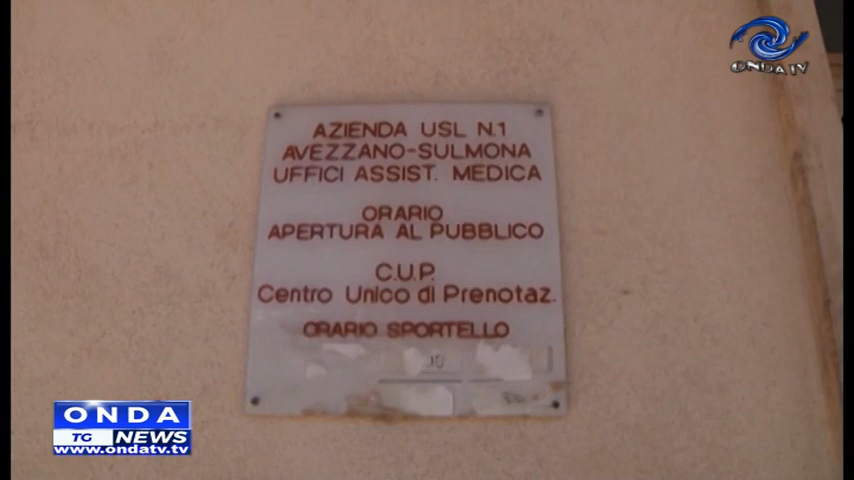 ONDA TV
AZIENDA USL N.1
AVEZZANO-SULMONA
UFFICI ASSIST. MEDICA
ORARIO
APERTURA AL PUBBLICO
C.U.P.
Centro Unico di Prenotaz.
ORARIO SPORTELLO
ONDA
TG NEWS
www.ondatv.tv